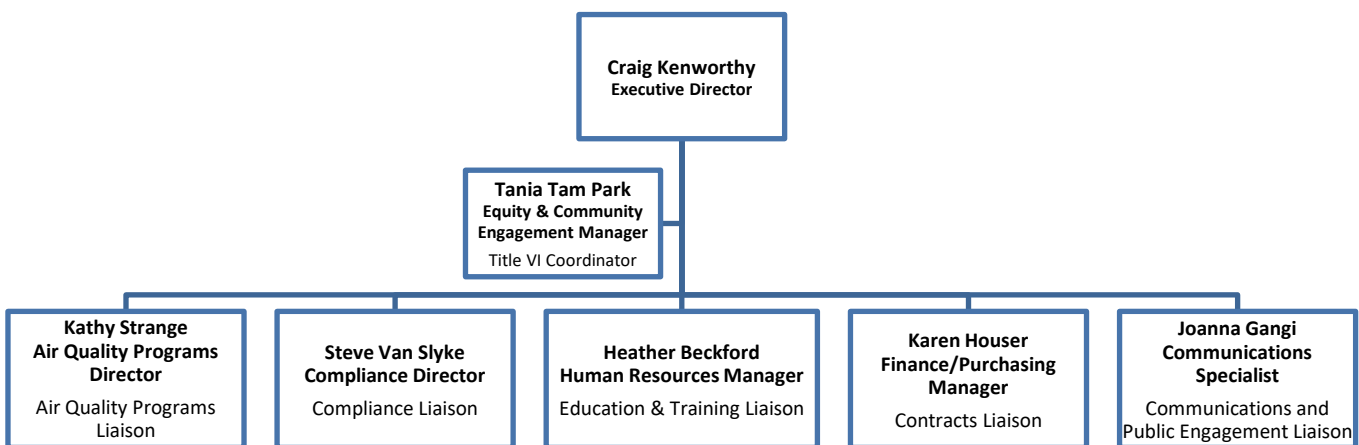 Craig Kenworthy
Executive Director
Tania Tam Park
Equity & Community
Engagement Manager
Title VI Coordinator
Kathy Strange
Air Quality Programs
Director
Air Quality Programs
Liaison
Steve Van Slyke
Compliance Director
Compliance Liaison
Heather Beckford
Human Resources Manager
Education & Training Liaison
Karen Houser
Finance/Purchasing
Manager
Contracts Liaison
Joanna Gangi
Communications
Specialist
Communications and
Public Engagement Liaison